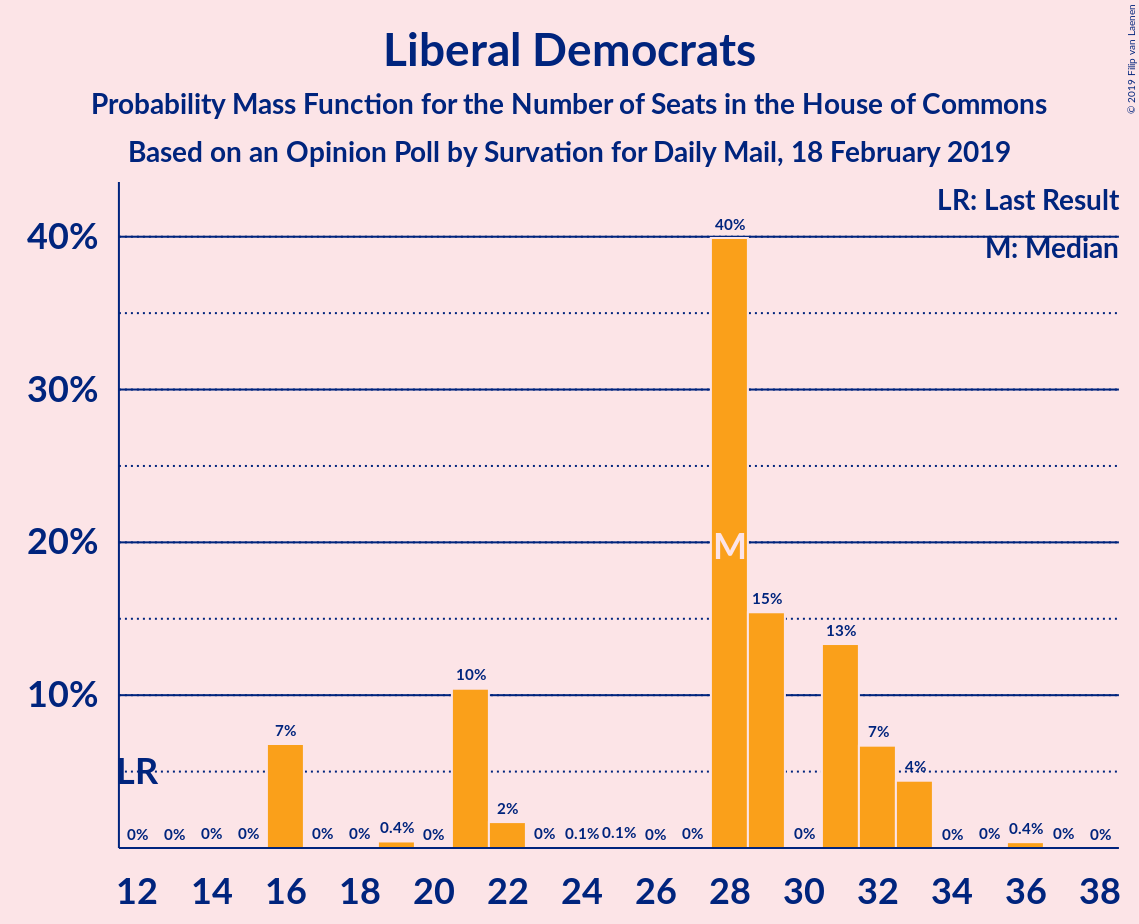 Liberal Democrats
Probability Mass Function for the Number of Seats in the House of Commons
Based on an Opinion Poll by Survation for Daily Mail, 18 February 2019
© 2019 Filip van Laenen
LR: Last Result
M: Median
40%
30%
20%
10%
LR
M
0% 0% 0% 0% 7% 0% 0% 0.4% 0% 10% 2% 0% 0.1% 0.1% 0% 0% 40% 15% 0% 13% 7% 4% 0% 0% 0.4% 0% 0%
12 14 16 18 20 22 24 26 28 30 32 34 36 38